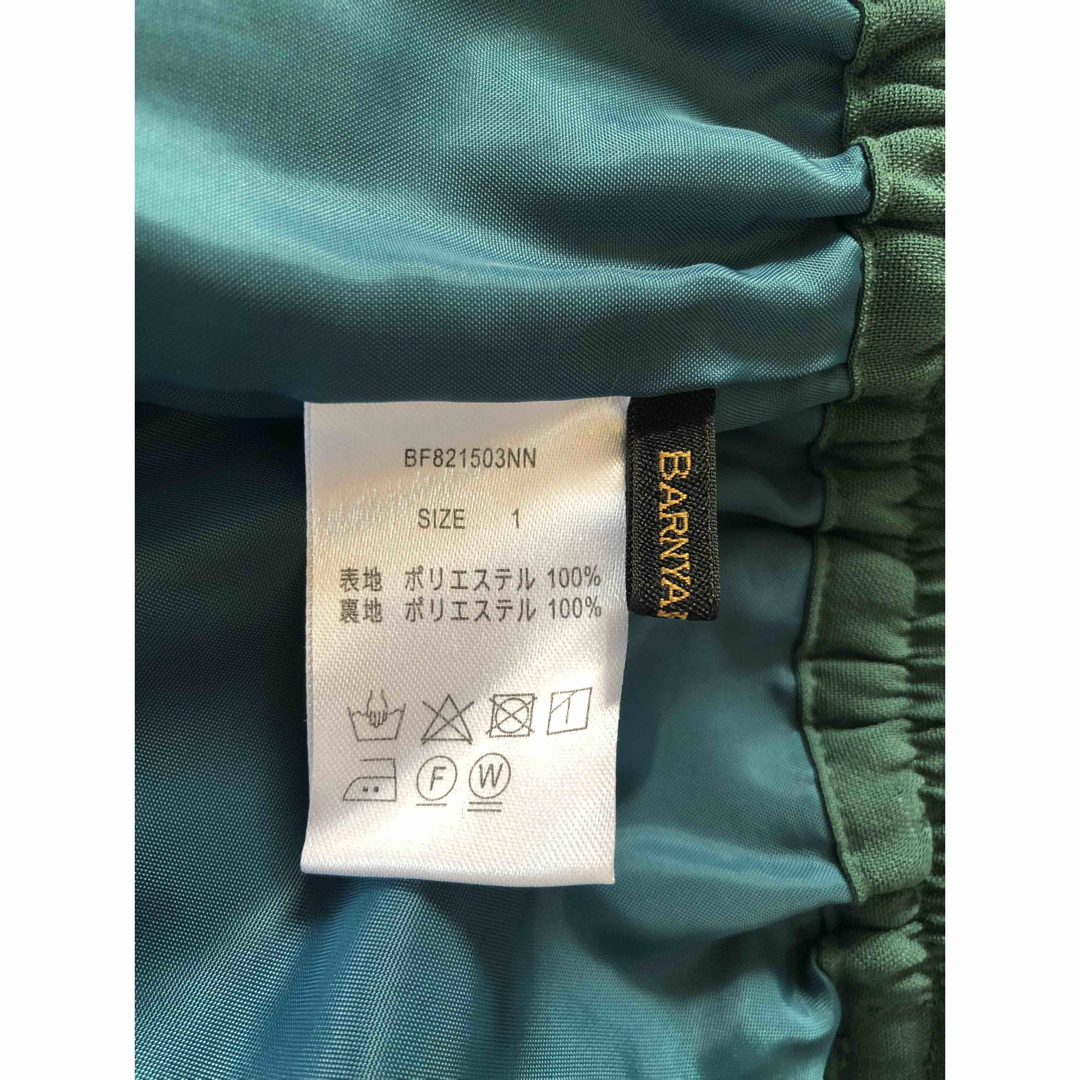 BF821503NN
SIZE 1
表地 ポリエステル 100%
裏地 ポリエステル 100%
F
W